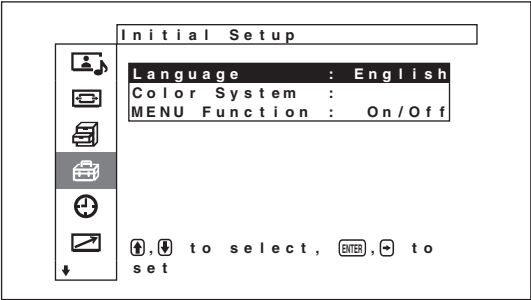 Initial Setup
Language : English
Color System :
MENU Function : On/Off
, to select, ENTER, to
set